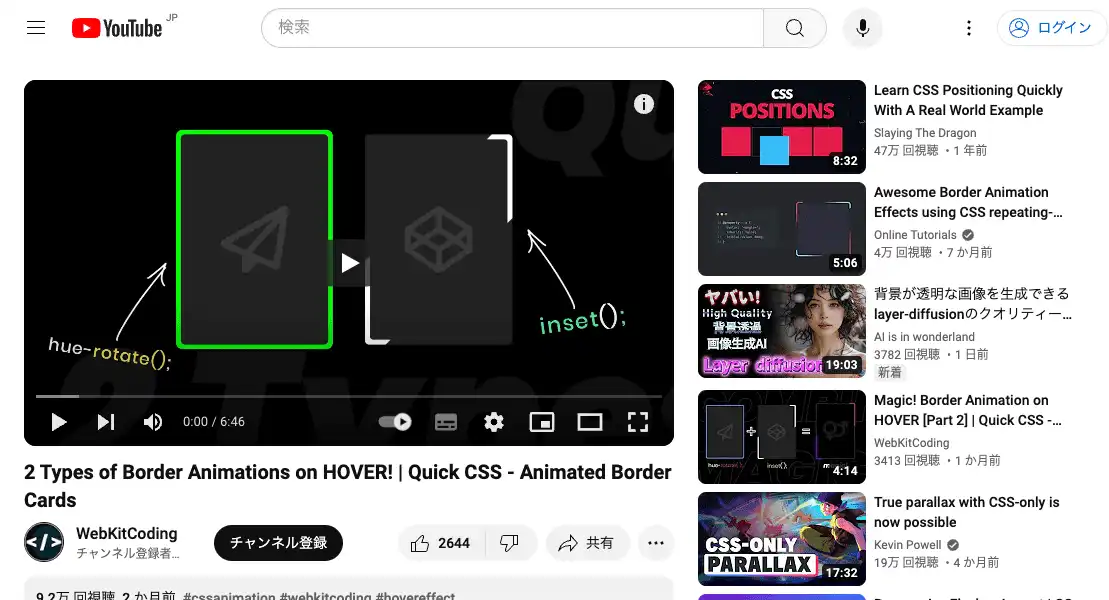 YouTube JP
検索
ログイン
hue-rotate();
inset();
0:00 / 6:46
2 Types of Border Animations on HOVER! | Quick CSS - Animated Border
Cards
</>
WebKitCoding
チャンネル登録者...
チャンネル登録
2644
共有
9.2万 回視聴 2 か月前 #cssanimation #webkitcoding #hovereffect
CSS
POSITIONS
8:32
Learn CSS Positioning Quickly
With A Real World Example
Slaying The Dragon
47万 回視聴 ・1 年前
5:06
Awesome Border Animation
Effects using CSS repeating-...
Online Tutorials
4万 回視聴 ・7 か月前
ヤバい!
High Quality
背景透過
画像生成AI
Layer diffusion
19:03
背景が透明な画像を生成できる
layer-diffusionのクオリティー...
AI is in wonderland
3782 回視聴 ・1 日前
新着
hue-rotate();
inset();
4:14
Magic! Border Animation on
HOVER [Part 2] | Quick CSS -...
WebKitCoding
3413 回視聴 ・1 か月前
CSS-ONLY
PARALLAX
17:32
True parallax with CSS-only is
now possible
Kevin Powell
19万 回視聴 ・4 か月前